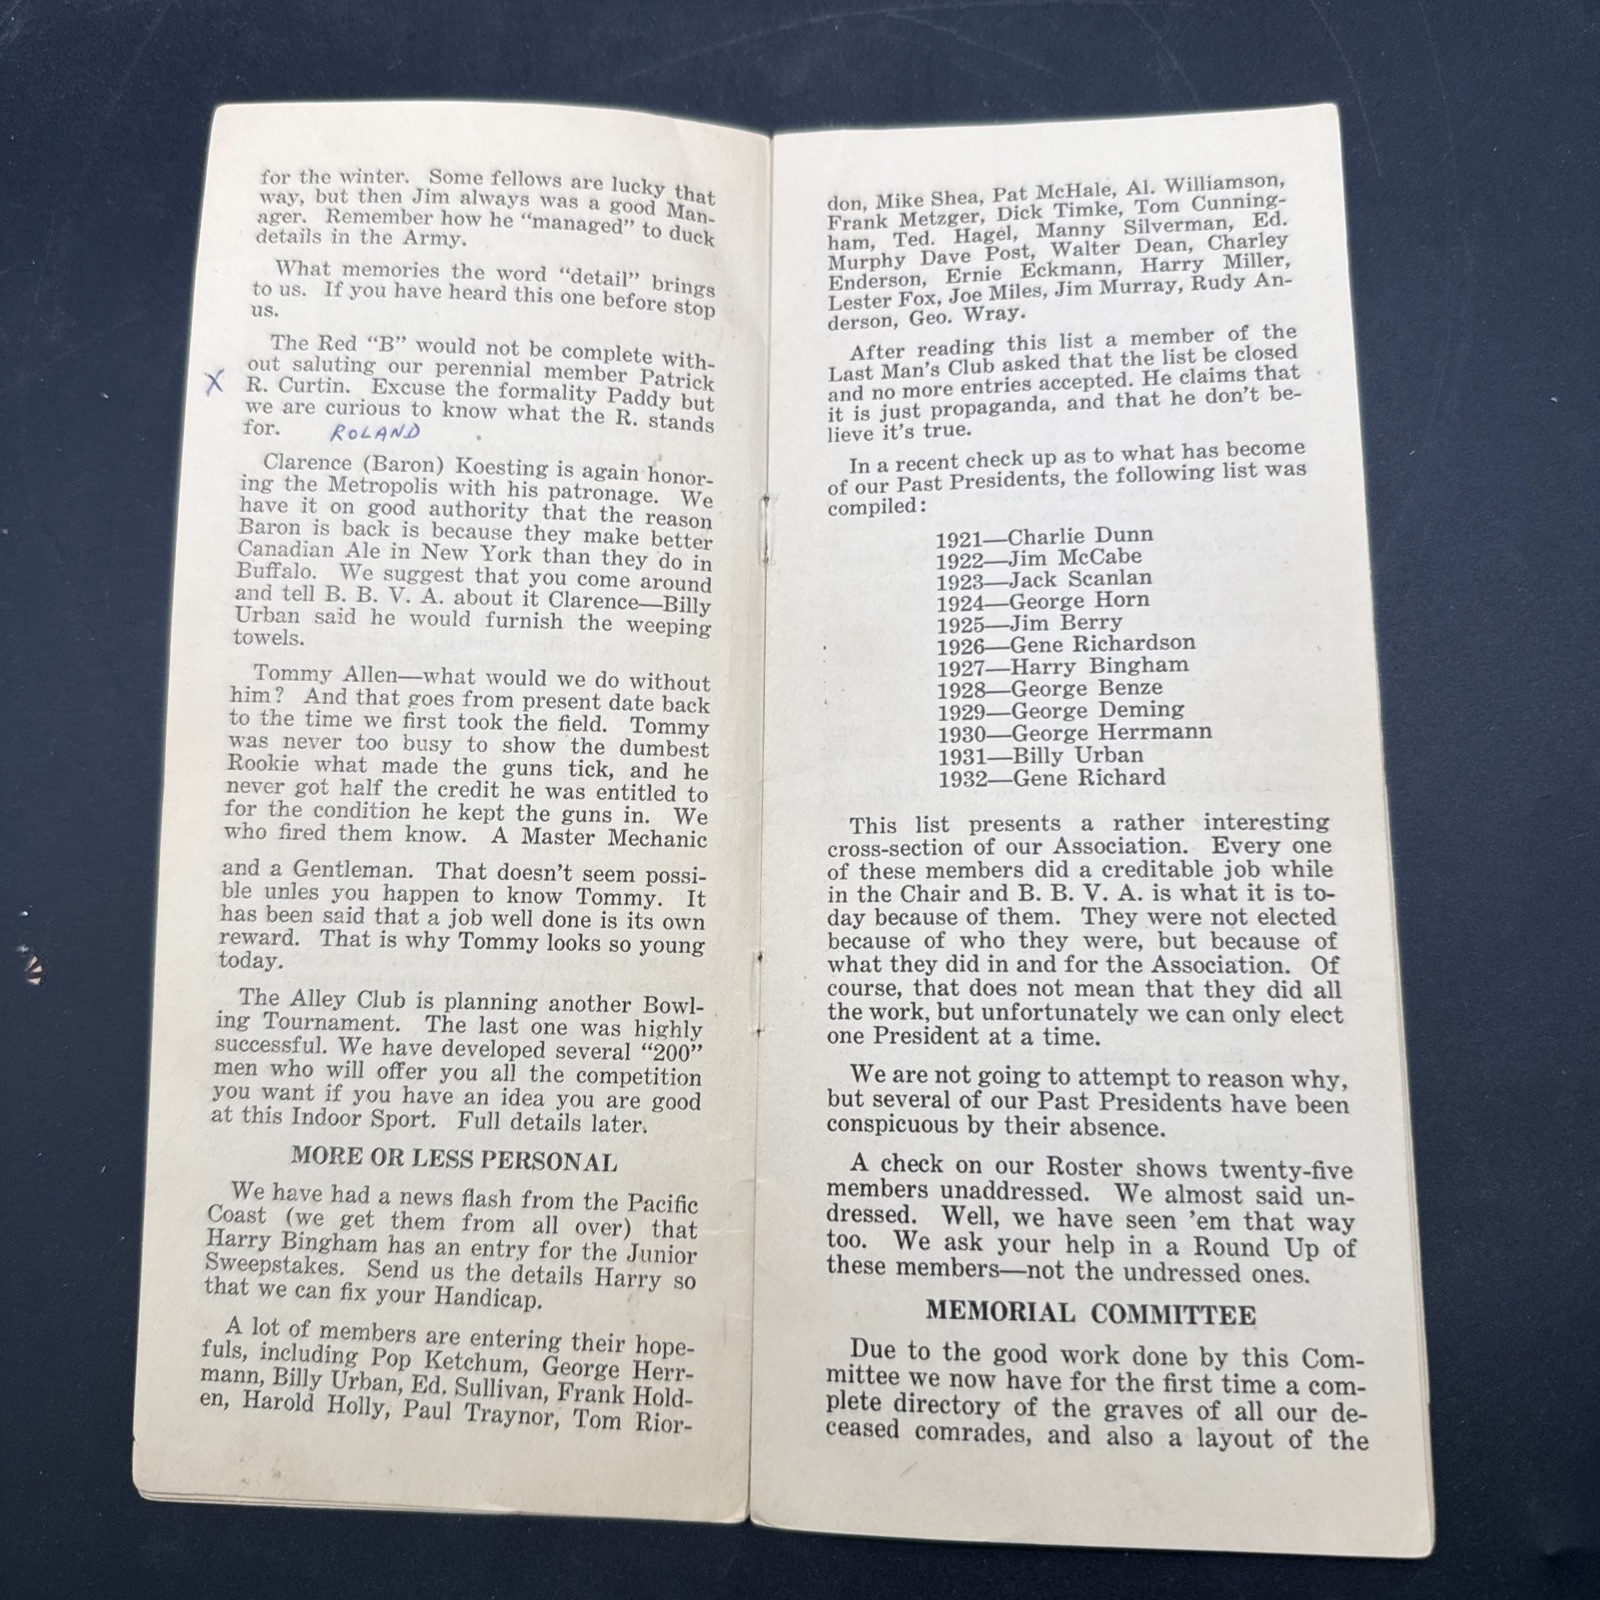 for the winter. Some fellows are lucky that
way, but then Jim always was a good Man-
ager. Remember how he "managed" to duck
details in the Army.
What memories the word "detail" brings
to us. If you have heard this one before stop
us.
The Red "B" would not be complete with-
out saluting our perennial member Patrick
X R. Curtin. Excuse the formality Paddy but
we are curious to know what the R. stands
for. ROLAND
Clarence (Baron) Koesting is again honor-
ing the Metropolis with his patronage. We
have it on good authority that the reason
Baron is back is because they make better
Canadian Ale in New York than they do in
Buffalo. We suggest that you come around
and tell B. B. V. A. about it Clarence—Billy
Urban said he would furnish the weeping
towels.
Tommy Allen—what would we do without
him? And that goes from present date back
to the time we first took the field. Tommy
was never too busy to show the dumbest
Rookie what made the guns tick, and he
never got half the credit he was entitled to
for the condition he kept the guns in. We
who fired them know. A Master Mechanic
and a Gentleman. That doesn't seem possi-
ble unles you happen to know Tommy. It
has been said that a job well done is its own
reward. That is why Tommy looks so young
today.
The Alley Club is planning another Bowl-
ing Tournament. The last one was highly
successful. We have developed several "200"
men who will offer you all the competition
you want if you have an idea you are good
at this Indoor Sport. Full details later.
MORE OR LESS PERSONAL
We have had a news flash from the Pacific
Coast (we get them from all over) that
Harry Bingham has an entry for the Junior
Sweepstakes. Send us the details Harry so
that we can fix your Handicap.
A lot of members are entering their hope-
fuls, including Pop Ketchum, George Herr-
mann, Billy Urban, Ed. Sullivan, Frank Hold-
en, Harold Holly, Paul Traynor, Tom Rior-
don, Mike Shea, Pat McHale, Al. Williamson,
Frank Metzger, Dick Timke, Tom Cunning-
ham, Ted. Hagel, Manny Silverman, Ed.
Murphy Dave Post, Walter Dean, Charley
Enderson, Ernie Eckmann, Harry Miller,
Lester Fox, Joe Miles, Jim Murray, Rudy An-
derson, Geo. Wray.
After reading this list a member of the
Last Man's Club asked that the list be closed
and no more entries accepted. He claims that
it is just propaganda, and that he don't be-
lieve it's true.
In a recent check up as to what has become
of our Past Presidents, the following list was
compiled:
1921—Charlie Dunn
1922—Jim McCabe
1923—Jack Scanlan
1924—George Horn
1925—Jim Berry
1926—Gene Richardson
1927—Harry Bingham
1928—George Benze
1929—George Deming
1930—George Herrmann
1931—Billy Urban
1932—Gene Richard
This list presents a rather interesting
cross-section of our Association. Every one
of these members did a creditable job while
in the Chair and B. B. V. A. is what it is to-
day because of them. They were not elected
because of who they were, but because of
what they did in and for the Association. Of
course, that does not mean that they did all
the work, but unfortunately we can only elect
one President at a time.
We are not going to attempt to reason why,
but several of our Past Presidents have been
conspicuous by their absence.
A check on our Roster shows twenty-five
members unaddressed. We almost said un-
dressed. Well, we have seen 'em that way
too. We ask your help in a Round Up of
these members—not the undressed ones.
MEMORIAL COMMITTEE
Due to the good work done by this Com-
mittee we now have for the first time a com-
plete directory of the graves of all our de-
ceased comrades, and also a layout of the